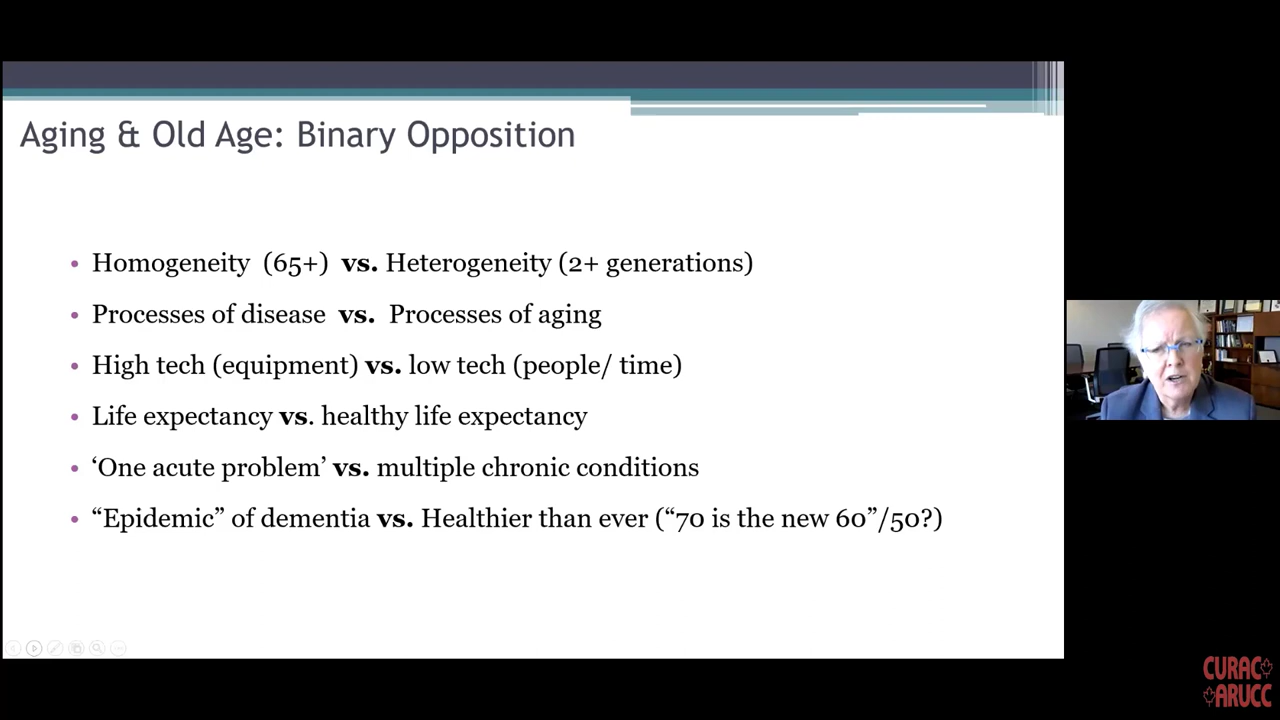 Aging & Old Age: Binary Opposition
• Homogeneity (65+) vs. Heterogeneity (2+ generations)
• Processes of disease vs. Processes of aging
• High tech (equipment) vs. low tech (people/ time)
• Life expectancy vs. healthy life expectancy
• ‘One acute problem’ vs. multiple chronic conditions
• “Epidemic” of dementia vs. Healthier than ever (“70 is the new 60”/50?)
CURAC
ARUCC